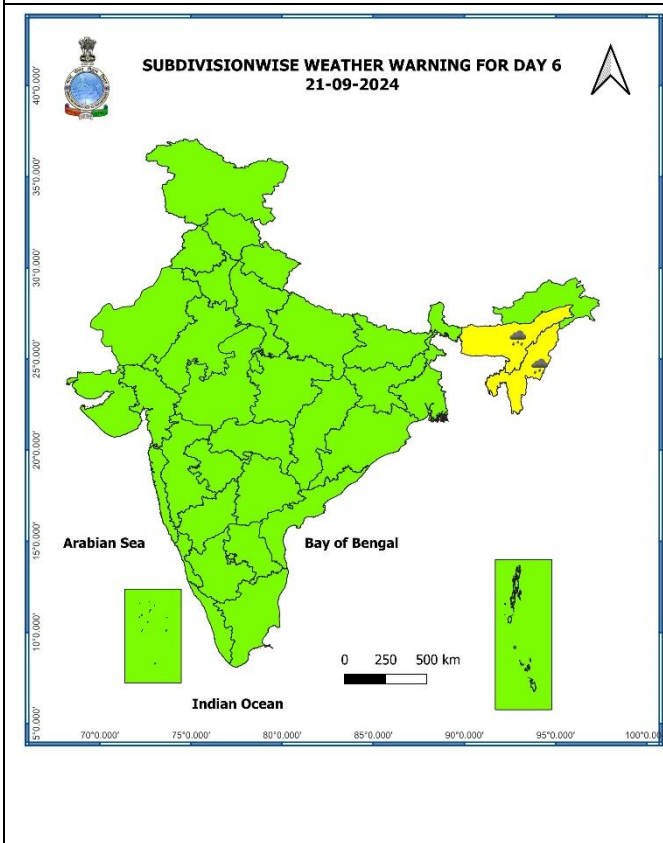 SUBDIVISIONWISE WEATHER WARNING FOR DAY 6
21-09-2024
40°0.000'
35°0.000'
30°0.000'
25°0.000'
20°0.000'
15°0.000'
10°0.000'
5°0.000'
Arabian Sea
Bay of Bengal
0 250 500 km
Indian Ocean
70°0.000' 75°0.000' 80°0.000' 85°0.000' 90°0.000' 95°0.000' 100°0.00